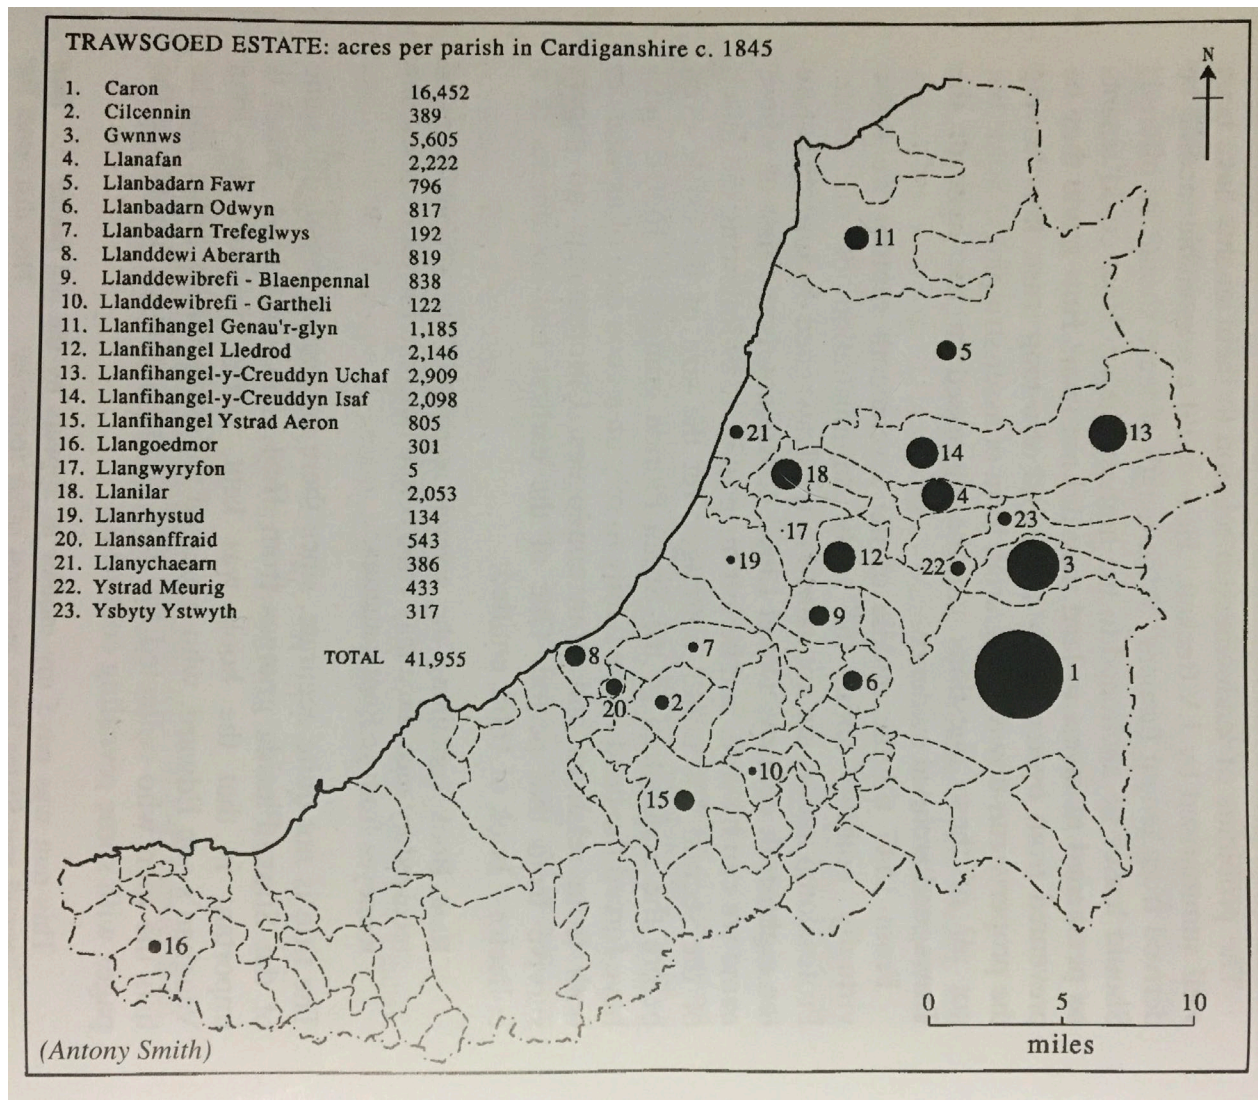 TRAWSGOED ESTATE: acres per parish in Cardiganshire c. 1845
1. Caron 16,452
2. Cilcennin 389
3. Gwnnws 5,605
4. Llanafan 2,222
5. Llanbadarn Fawr 796
6. Llanbadarn Odwyn 817
7. Llanbadarn Trefeglwys 192
8. Llanddewi Aberarth 819
9. Llanddewibrefi - Blaenpennal 838
10. Llanddewibrefi - Gartheli 122
11. Llanfihangel Genau'r-glyn 1,185
12. Llanfihangel Lledrod 2,146
13. Llanfihangel-y-Creuddyn Uchaf 2,909
14. Llanfihangel-y-Creuddyn Isaf 2,098
15. Llanfihangel Ystrad Aeron 805
16. Llangoedmor 301
17. Llangwyryfon 5
18. Llanilar 2,053
19. Llanrhystud 134
20. Llansanffraid 543
21. Llanychaearn 386
22. Ystrad Meurig 433
23. Ysbyty Ystwyth 317
TOTAL 41,955
N
11
5
21
13
14
18
4
23
17
19
12
22
3
9
8
7
1
6
20
2
10
15
16
0 5 10
miles
(Antony Smith)